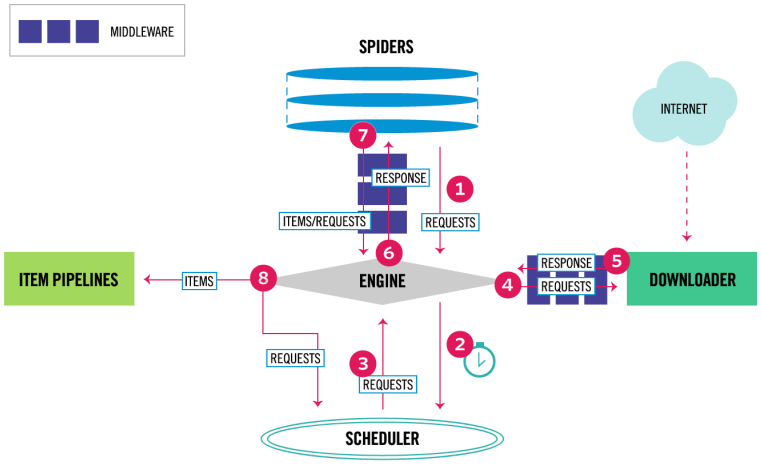 MIDDLEWARE
SPIDERS
INTERNET
7
RESPONSE
1
ITEMS/REQUESTS
REQUESTS
6
RESPONSE
5
ITEM PIPELINES
ITEMS
8
ENGINE
4
REQUESTS
DOWNLOADER
2
REQUESTS
3
REQUESTS
SCHEDULER